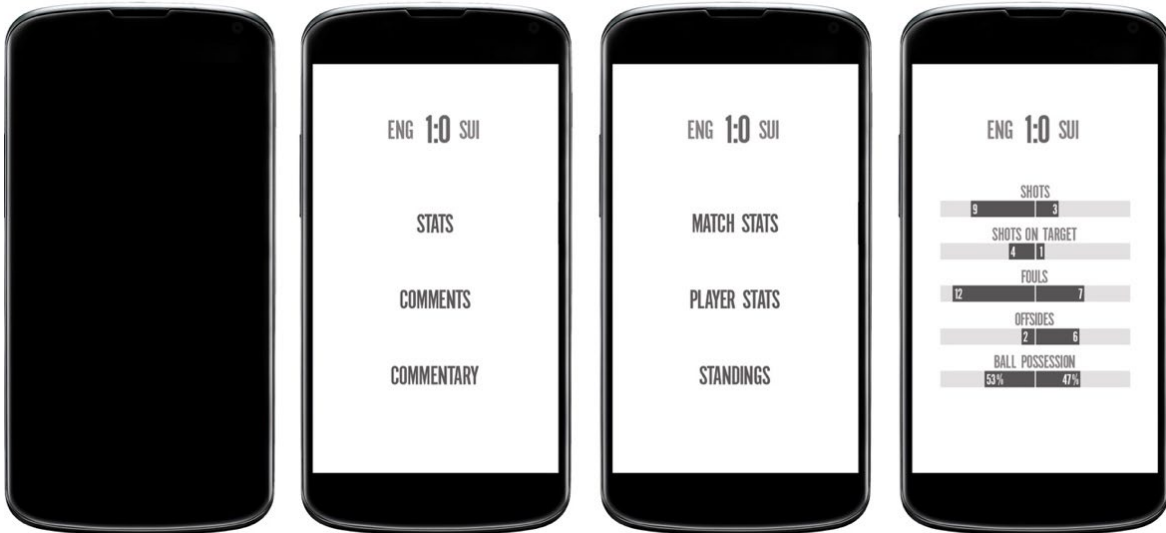 ENG 1:0 SUI
STATS
COMMENTS
COMMENTARY
ENG 1:0 SUI
MATCH STATS
PLAYER STATS
STANDINGS
ENG 1:0 SUI
SHOTS
9 3
SHOTS ON TARGET
4 1
FOULS
12 7
OFFSIDES
2 6
BALL POSSESSION
53% 47%